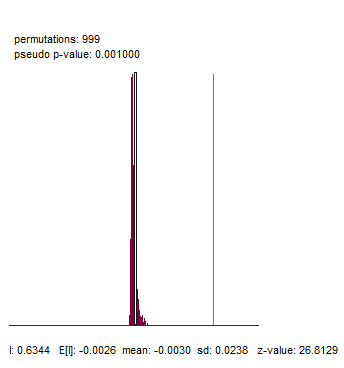 permutations: 999
pseudo p-value: 0.001000
I: 0.6344 E[I]: -0.0026 mean: -0.0030 sd: 0.0238 z-value: 26.8129